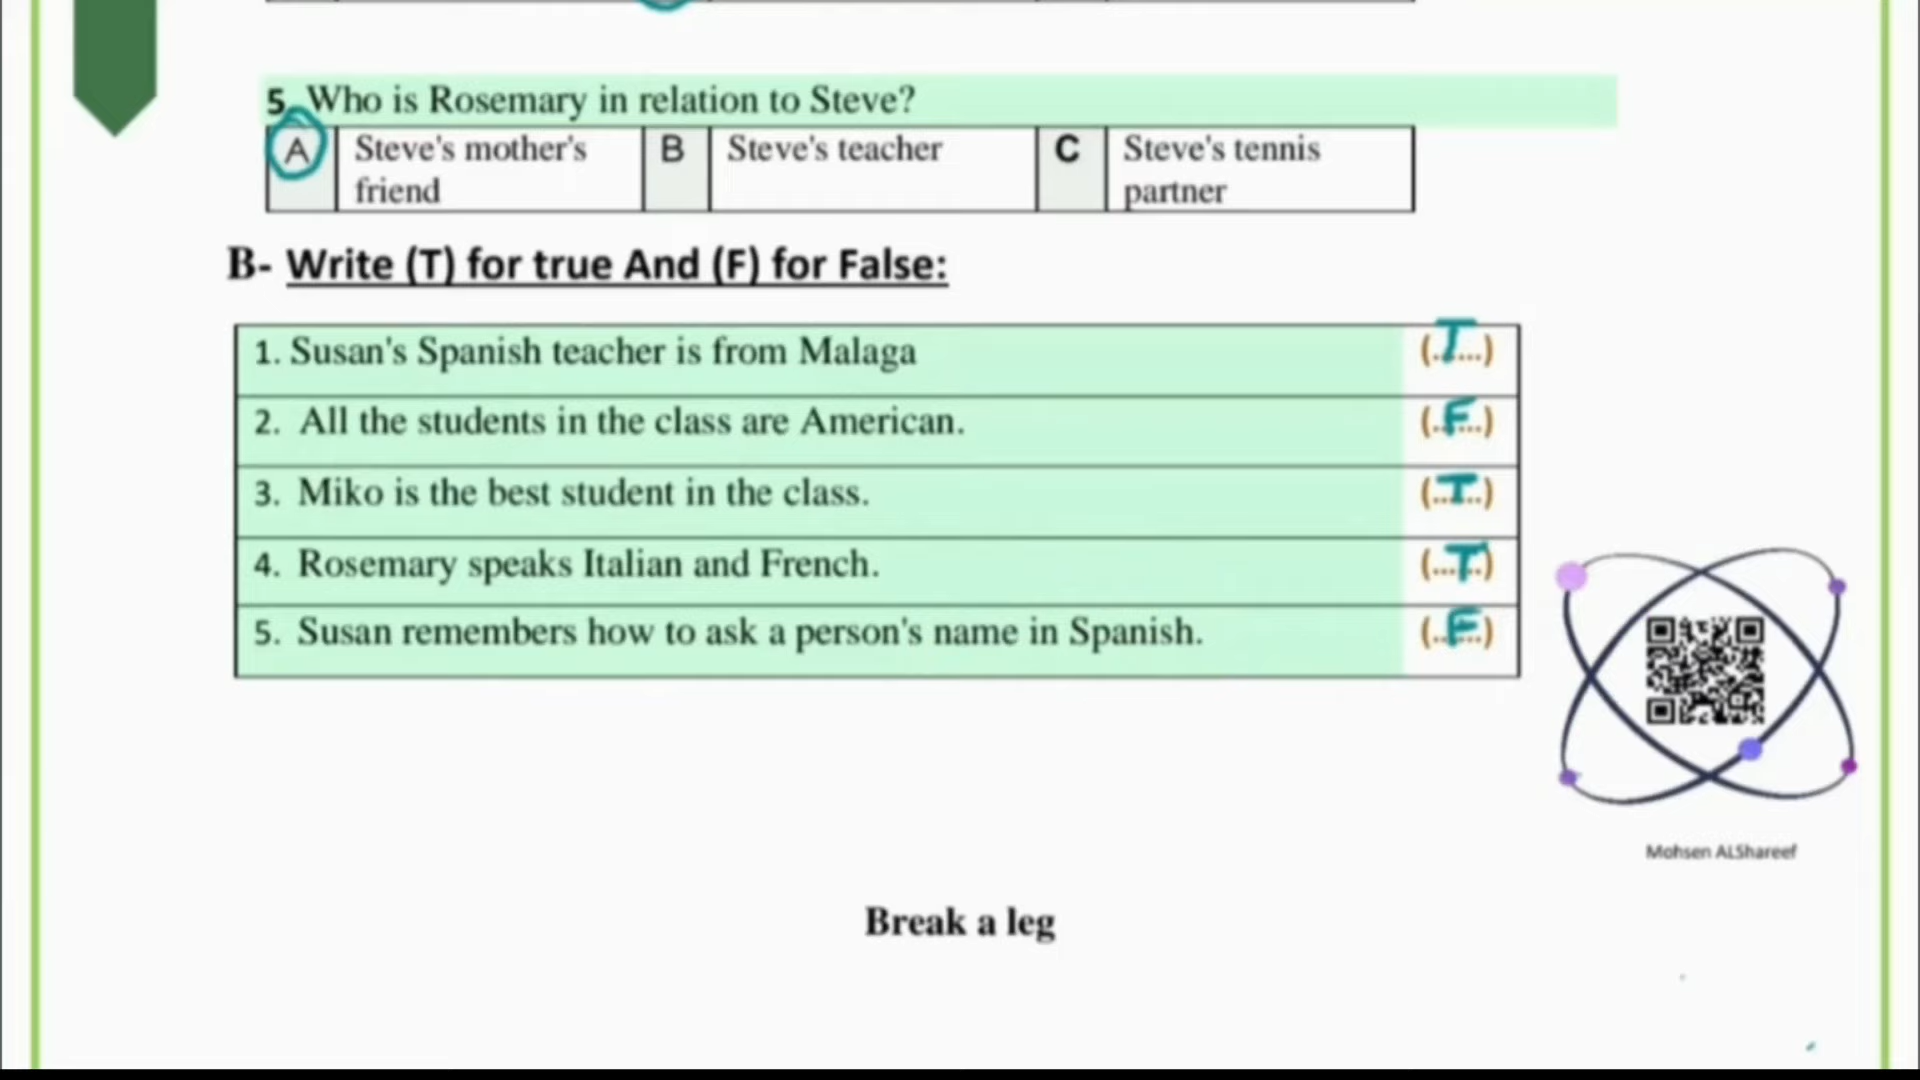 5. Who is Rosemary in relation to Steve?
A Steve's mother's friend B Steve's teacher C Steve's tennis partner
B- Write (T) for true And (F) for False:
1. Susan's Spanish teacher is from Malaga (..T...)
2. All the students in the class are American. (..F...)
3. Miko is the best student in the class. (..T...)
4. Rosemary speaks Italian and French. (...T..)
5. Susan remembers how to ask a person's name in Spanish. (..F...)
Mohsen ALShareef
Break a leg